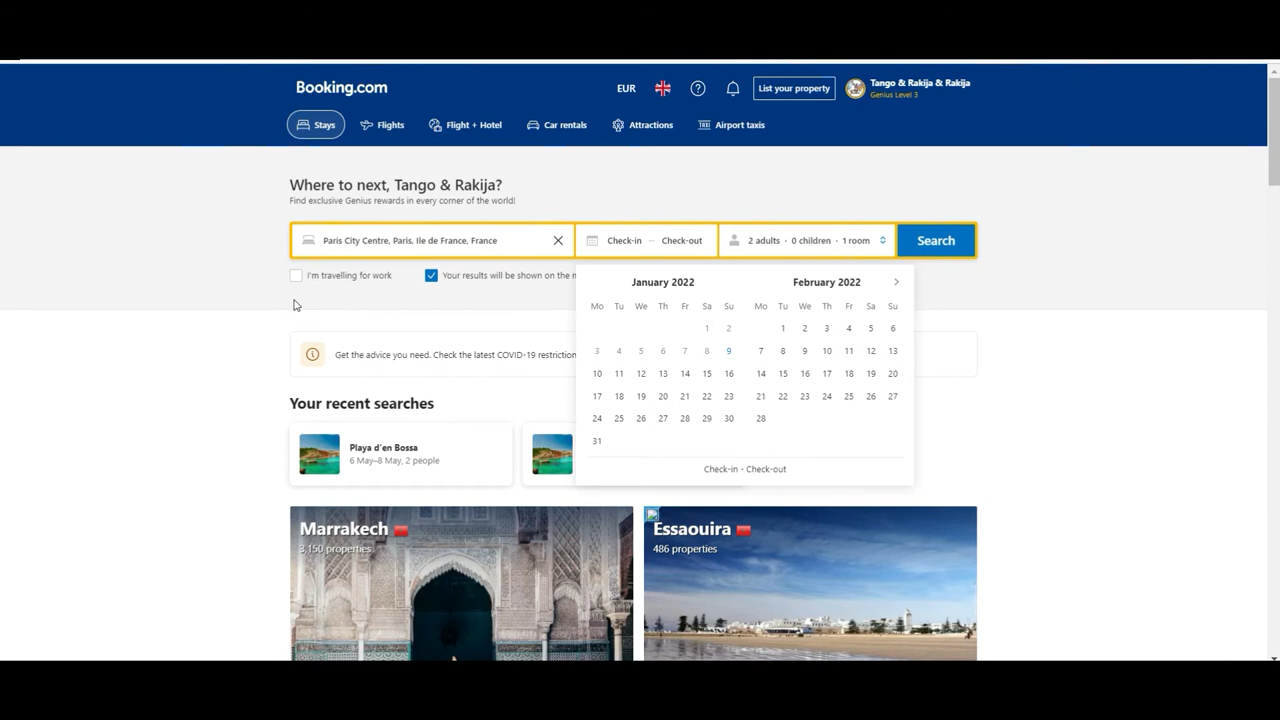 Booking.com
EUR
List your property
Tango & Rakija & Rakija
Genius Level 3
Stays
Flights
Flight + Hotel
Car rentals
Attractions
TAXI
Airport taxis
Where to next, Tango & Rakija?
Find exclusive Genius rewards in every corner of the world!
Paris City Centre, Paris, Ile de France, France
Check-in — Check-out
2 adults · 0 children · 1 room
Search
I'm travelling for work
Your results will be shown on the
January 2022
February 2022
Mo Tu We Th Fr Sa Su
Mo Tu We Th Fr Sa Su
1 2
1 2 3 4 5 6
3 4 5 6 7 8 9
7 8 9 10 11 12 13
10 11 12 13 14 15 16
14 15 16 17 18 19 20
17 18 19 20 21 22 23
21 22 23 24 25 26 27
24 25 26 27 28 29 30
28
31
Check-in - Check-out
Get the advice you need. Check the latest COVID-19 restriction
Your recent searches
Playa d'en Bossa
6 May–8 May, 2 people
Marrakech
3,150 properties
Essaouira
486 properties